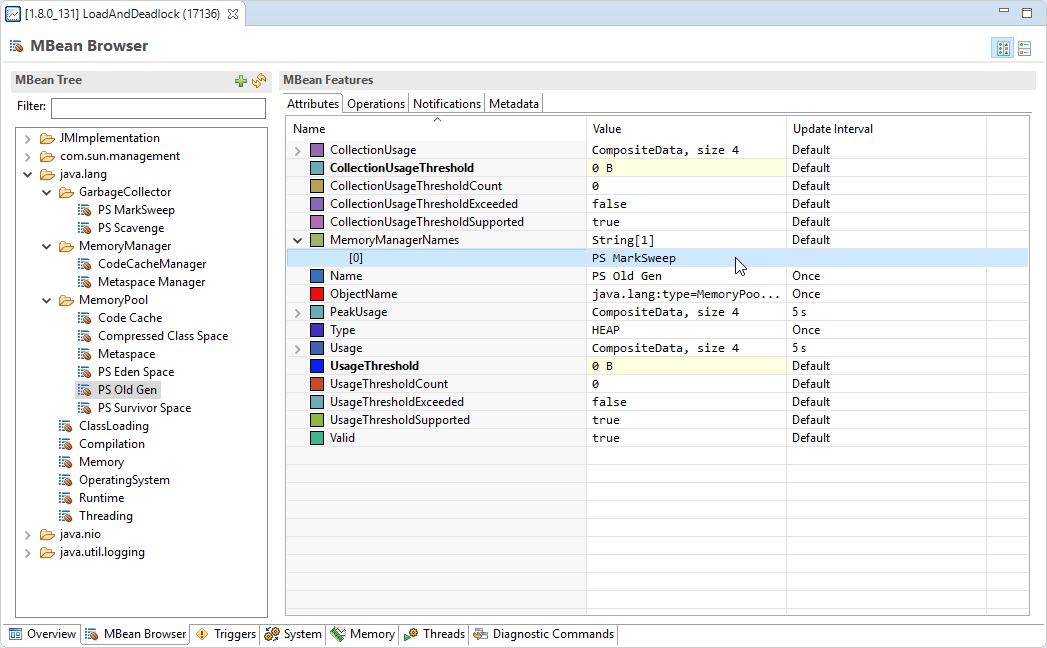 [1.8.0_131] LoadAndDeadlock (17136)
MBean Browser
MBean Tree
Filter:
JMImplementation
com.sun.management
java.lang
GarbageCollector
PS MarkSweep
PS Scavenge
MemoryManager
CodeCacheManager
Metaspace Manager
MemoryPool
Code Cache
Compressed Class Space
Metaspace
PS Eden Space
PS Old Gen
PS Survivor Space
ClassLoading
Compilation
Memory
OperatingSystem
Runtime
Threading
java.nio
java.util.logging
MBean Features
Attributes Operations Notifications Metadata
Name Value Update Interval
CollectionUsage CompositeData, size 4 Default
CollectionUsageThreshold 0 B Default
CollectionUsageThresholdCount 0 Default
CollectionUsageThresholdExceeded false Default
CollectionUsageThresholdSupported true Default
MemoryManagerNames String[1] Default
[0] PS MarkSweep
Name PS Old Gen Once
ObjectName java.lang:type=MemoryPoo... Once
PeakUsage CompositeData, size 4 5 s
Type HEAP Once
Usage CompositeData, size 4 5 s
UsageThreshold 0 B Default
UsageThresholdCount 0 Default
UsageThresholdExceeded false Default
UsageThresholdSupported true Default
Valid true Default
Overview MBean Browser Triggers System Memory Threads Diagnostic Commands